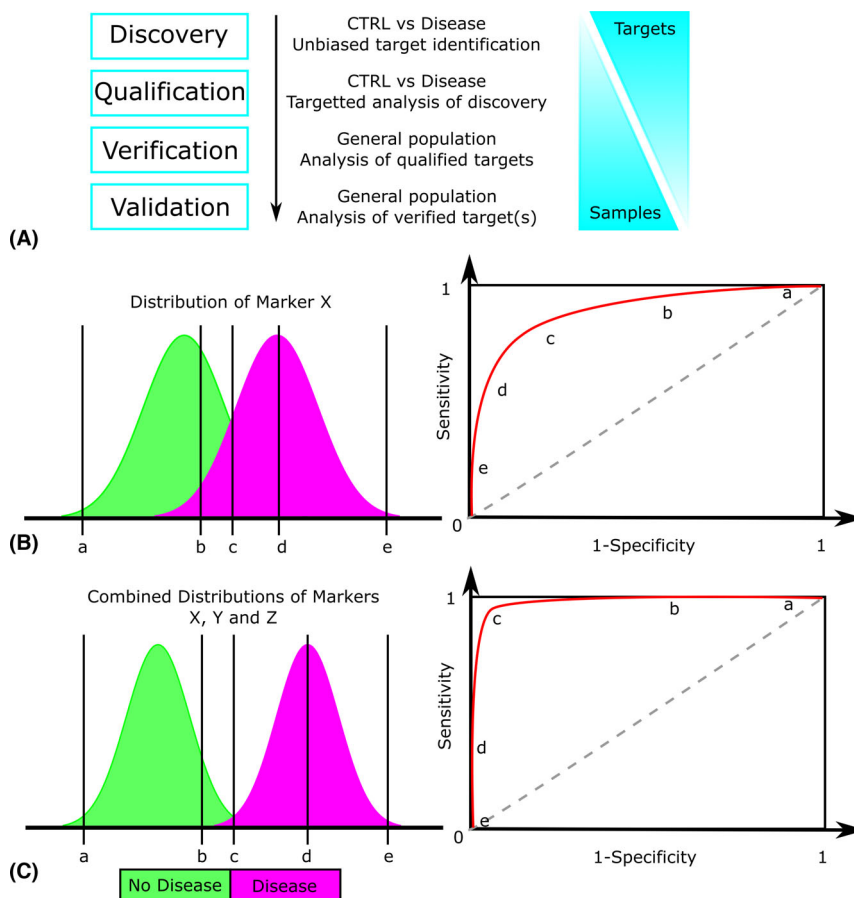 Discovery
CTRL vs Disease
Unbiased target identification
Targets
Qualification
CTRL vs Disease
Targetted analysis of discovery
Verification
General population
Analysis of qualified targets
Validation
General population
Analysis of verified target(s)
Samples
(A)
Distribution of Marker X
a
b
c
d
e
(B)
1
Sensitivity
a
b
c
d
e
0
1-Specificity
1
Combined Distributions of Markers
X, Y and Z
a
b
c
d
e
(C)
No Disease
Disease
1
Sensitivity
c
b
a
d
e
0
1-Specificity
1